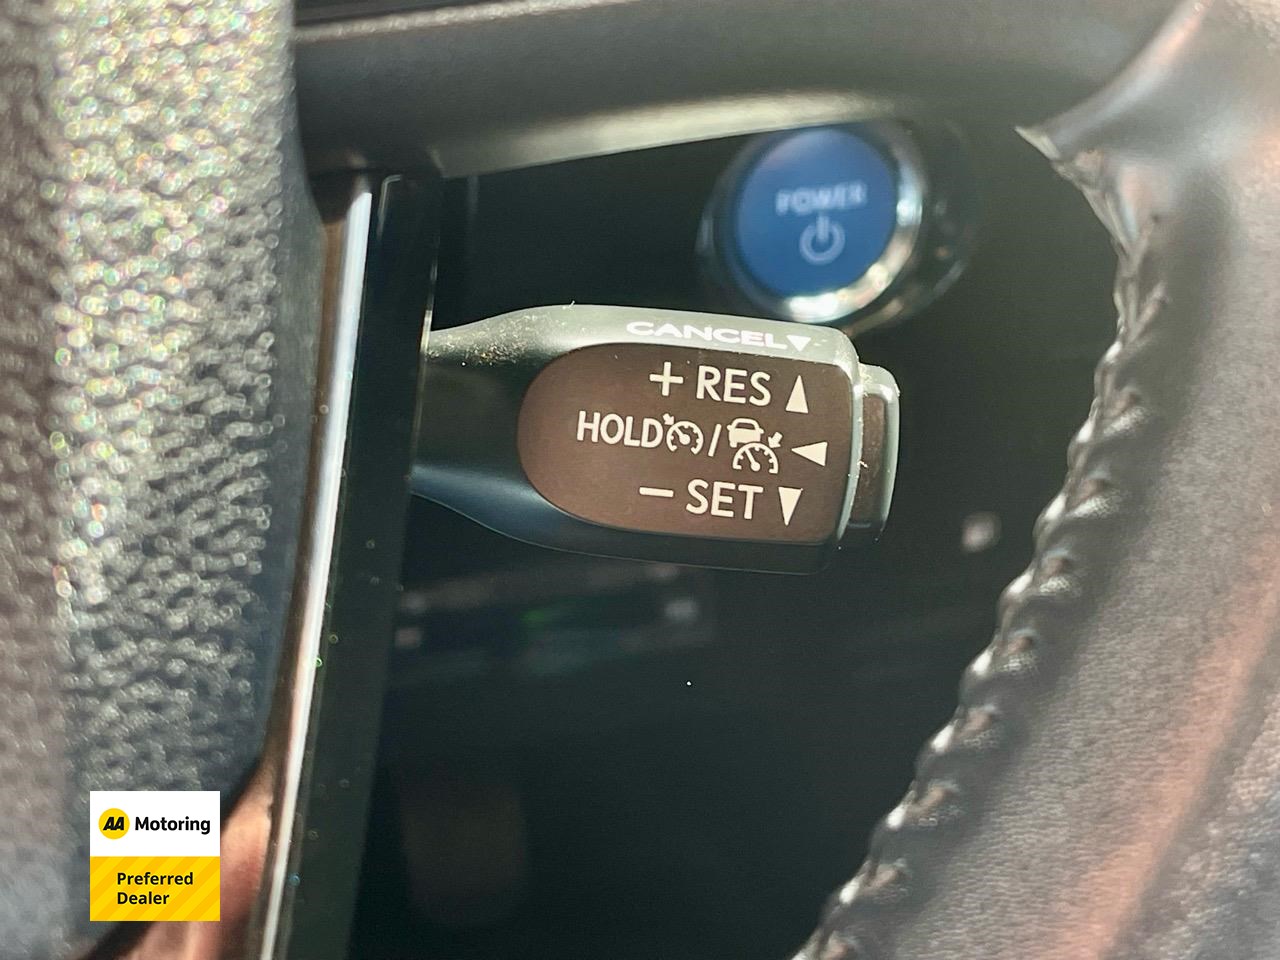 POWER
CANCEL▼
+ RES ▲
HOLD / ◀
− SET ▼
AA Motoring
Preferred
Dealer